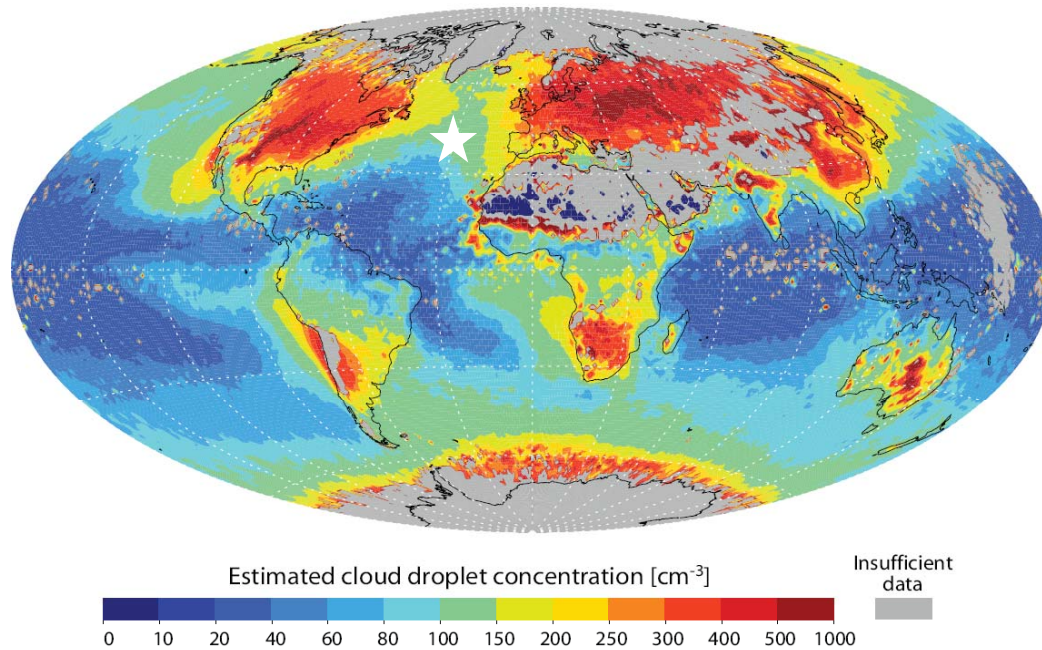 Estimated cloud droplet concentration [cm⁻³]
Insufficient
data
0 10 20 40 60 80 100 150 200 250 300 400 500 1000